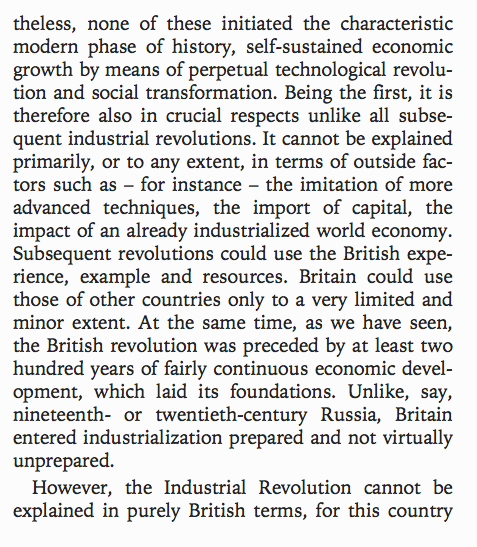 theless, none of these initiated the characteristic
modern phase of history, self-sustained economic
growth by means of perpetual technological revolu-
tion and social transformation. Being the first, it is
therefore also in crucial respects unlike all subse-
quent industrial revolutions. It cannot be explained
primarily, or to any extent, in terms of outside fac-
tors such as – for instance – the imitation of more
advanced techniques, the import of capital, the
impact of an already industrialized world economy.
Subsequent revolutions could use the British expe-
rience, example and resources. Britain could use
those of other countries only to a very limited and
minor extent. At the same time, as we have seen,
the British revolution was preceded by at least two
hundred years of fairly continuous economic devel-
opment, which laid its foundations. Unlike, say,
nineteenth- or twentieth-century Russia, Britain
entered industrialization prepared and not virtually
unprepared.
However, the Industrial Revolution cannot be
explained in purely British terms, for this country